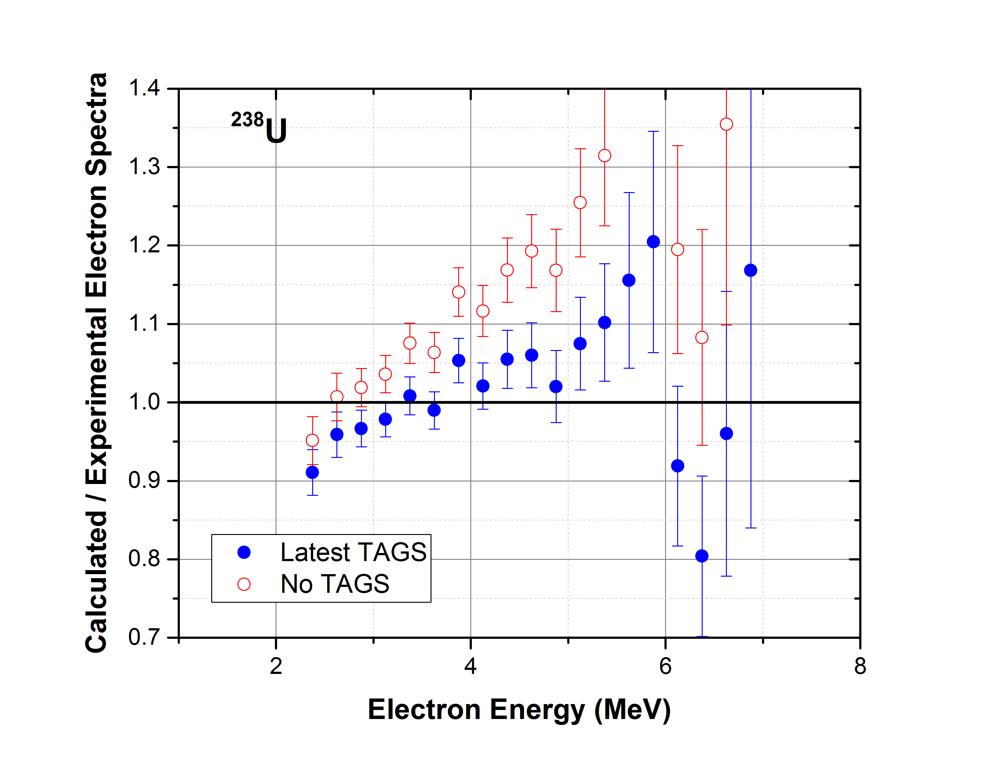 Calculated / Experimental Electron Spectra
1.4
1.3
1.2
1.1
1.0
0.9
0.8
0.7
²³⁸U
Latest TAGS
No TAGS
2
4
6
8
Electron Energy (MeV)